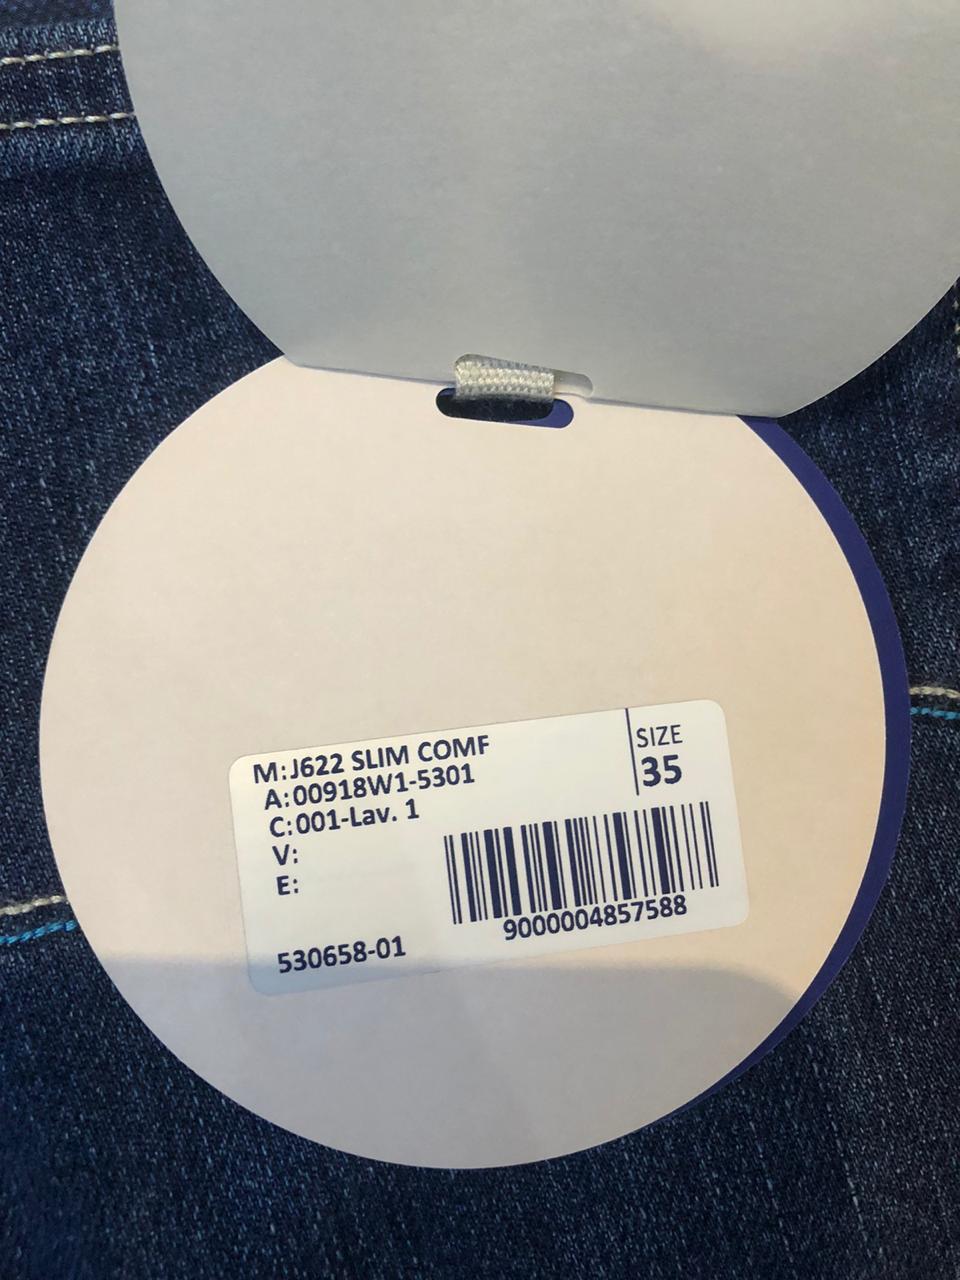 M: J622 SLIM COMF
A: 00918W1-5301
C: 001-Lav. 1
V:
E:
530658-01
SIZE
35
9000004857588